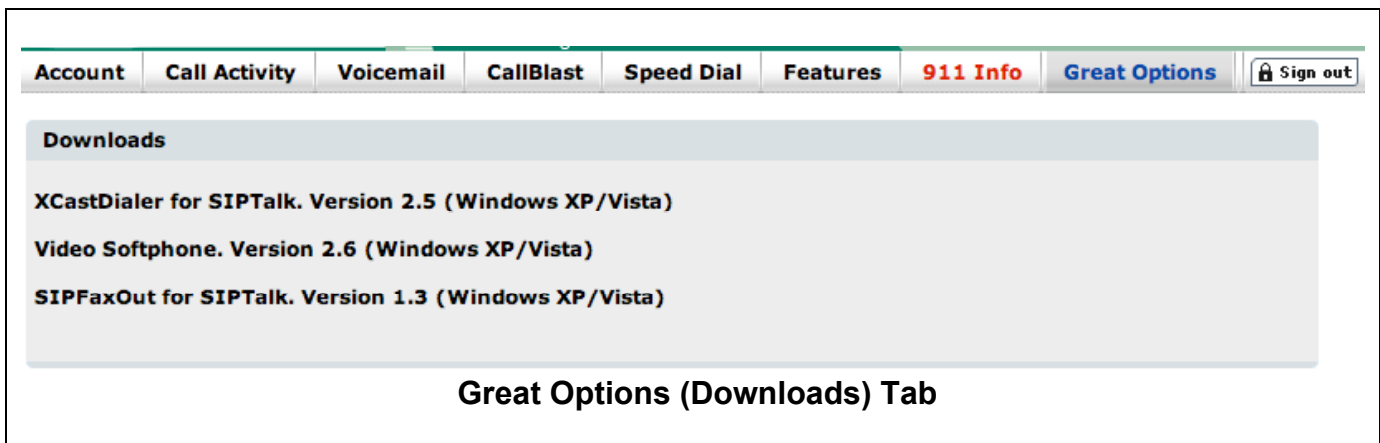 Account Call Activity Voicemail CallBlast Speed Dial Features 911 Info Great Options Sign out
Downloads
XCastDialer for SIPTalk. Version 2.5 (Windows XP/Vista)
Video Softphone. Version 2.6 (Windows XP/Vista)
SIPFaxOut for SIPTalk. Version 1.3 (Windows XP/Vista)
Great Options (Downloads) Tab